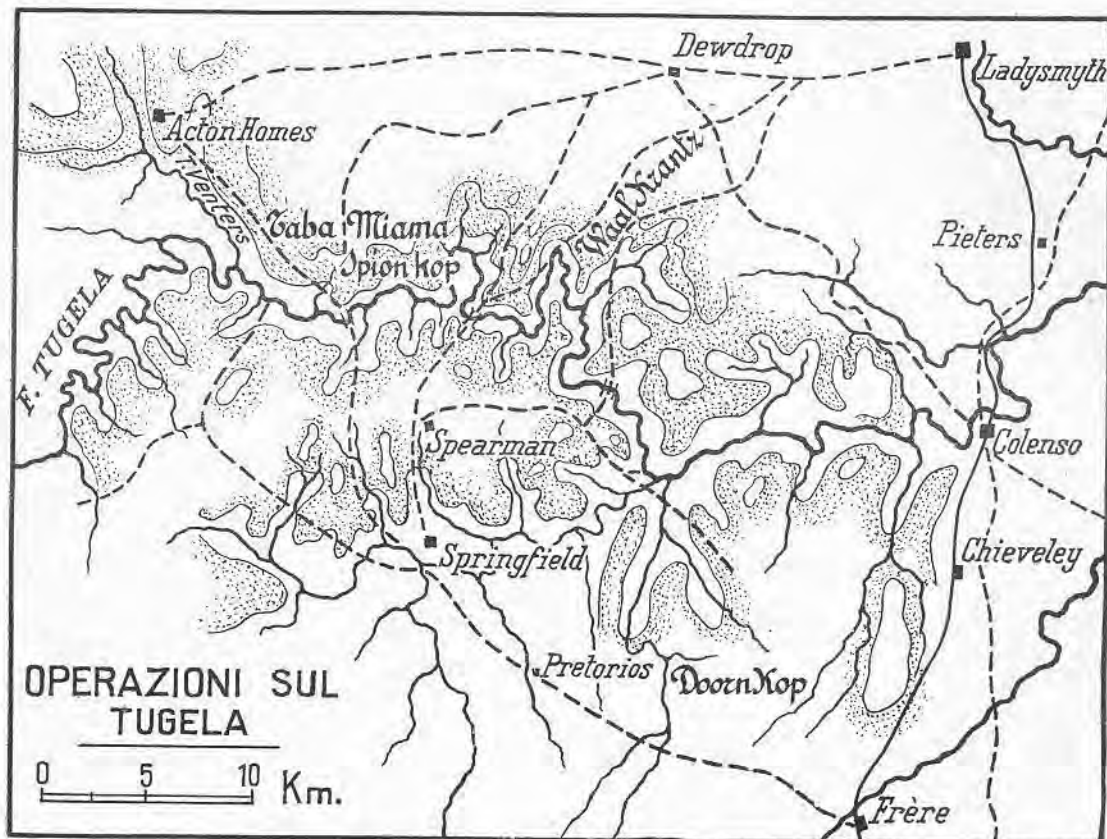 Dewdrop
Ladysmyth
Acton Homes
T. Venters
Waal Krantz
Taba Miama
Spion kop
Pieters
F. TUGELA
Spearman
Colenso
Springfield
Chieveley
Pretorios
Doorn Kop
OPERAZIONI SUL
TUGELA
0 5 10 Km.
Frère